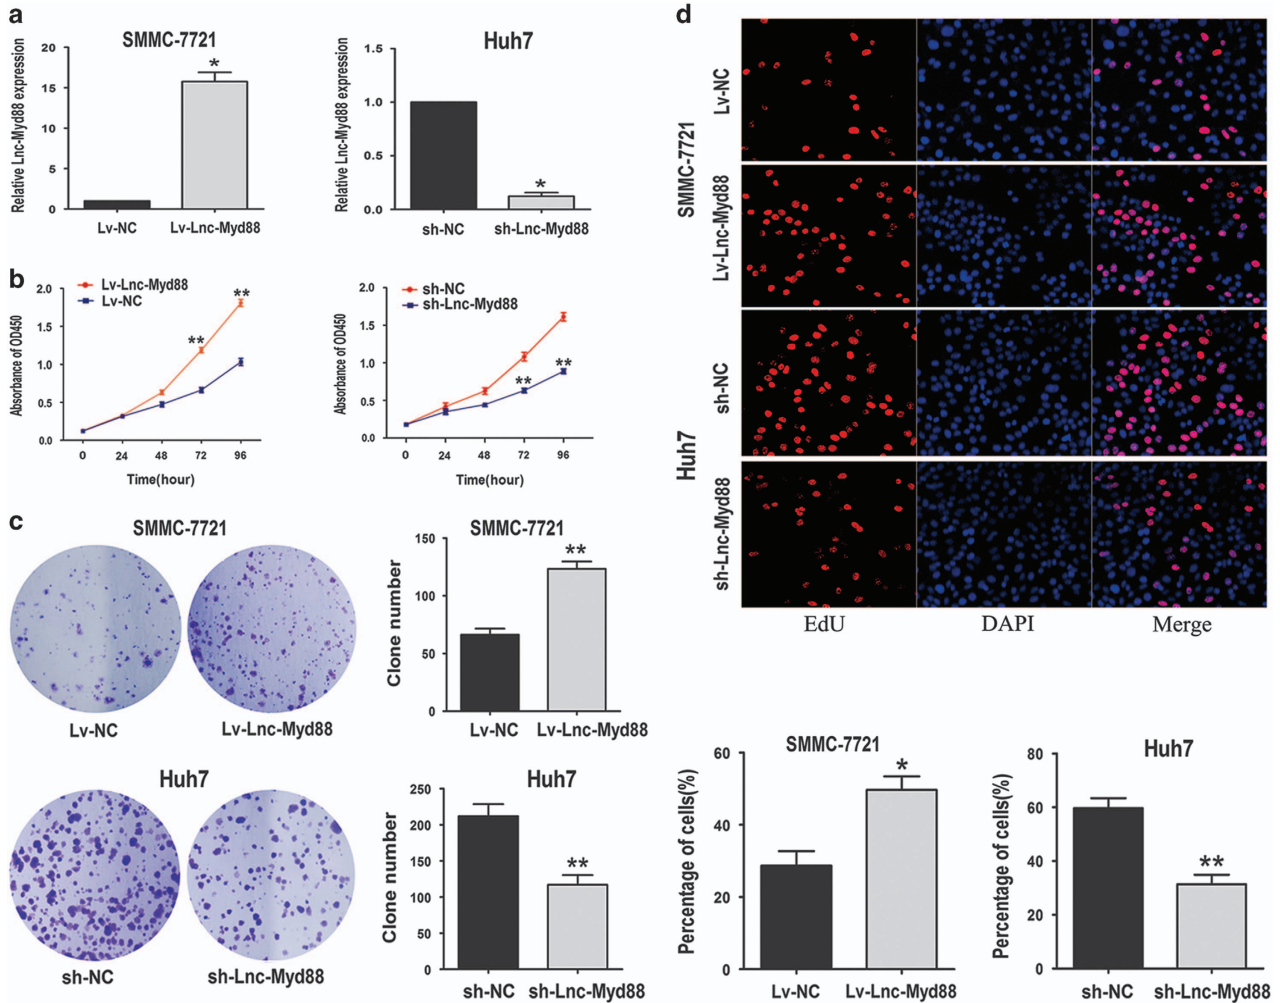 a
SMMC-7721
Relative Lnc-Myd88 expression
20
15
10
5
0
*
Lv-NC
Lv-Lnc-Myd88
Huh7
Relative Lnc-Myd88 expression
1.5
1.0
0.5
0.0
*
sh-NC
sh-Lnc-Myd88
b
Lv-Lnc-Myd88
Lv-NC
Absorbance of OD450
2.0
1.5
1.0
0.5
0.0
**
**
0 24 48 72 96
Time(hour)
sh-NC
sh-Lnc-Myd88
Absorbance of OD450
2.0
1.5
1.0
0.5
0.0
**
**
0 24 48 72 96
Time(hour)
c
SMMC-7721
Lv-NC
Lv-Lnc-Myd88
SMMC-7721
Clone number
150
100
50
0
**
Lv-NC
Lv-Lnc-Myd88
Huh7
sh-NC
sh-Lnc-Myd88
Huh7
Clone number
250
200
150
100
50
0
**
sh-NC
sh-Lnc-Myd88
d
SMMC-7721
Lv-NC
Lv-Lnc-Myd88
Huh7
sh-NC
sh-Lnc-Myd88
EdU
DAPI
Merge
SMMC-7721
Percentage of cells(%)
60
40
20
0
*
Lv-NC
Lv-Lnc-Myd88
Huh7
Percentage of cells(%)
80
60
40
20
0
**
sh-NC
sh-Lnc-Myd88